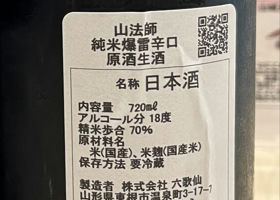 山法師
純米爆雷辛口
原酒生酒
名称 日本酒
内容量 720mℓ
アルコール分 18度
精米歩合 70%
原材料名
米(国産)、米麹(国産米)
保存方法 要冷蔵
製造者 株式会社 六歌仙
山形県東根市温泉町3-17-7